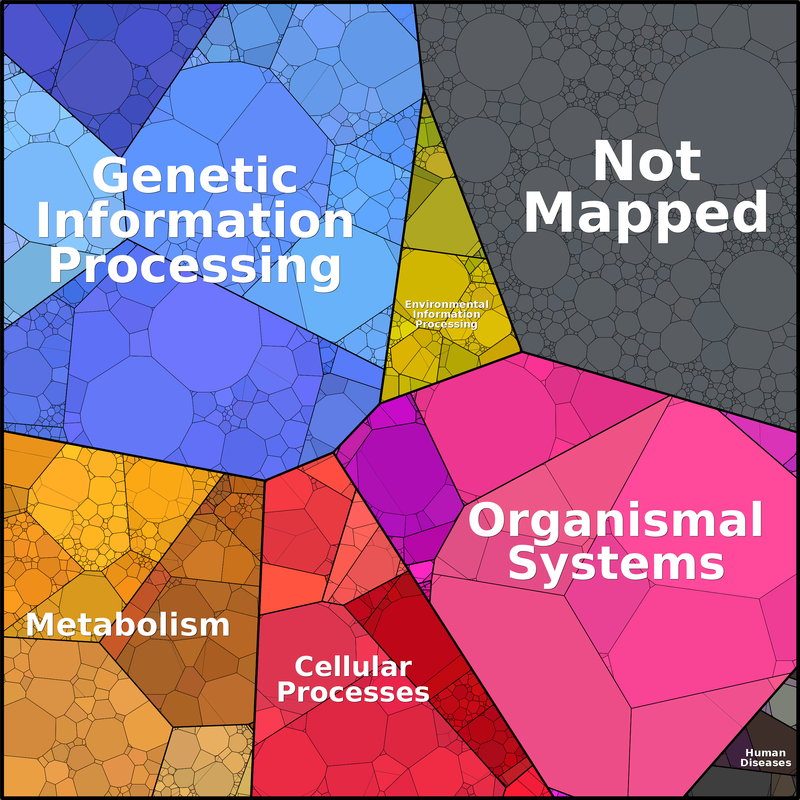 Genetic
Information
Processing
Not
Mapped
Environmental
Information
Processing
Organismal
Systems
Metabolism
Cellular
Processes
Human
Diseases